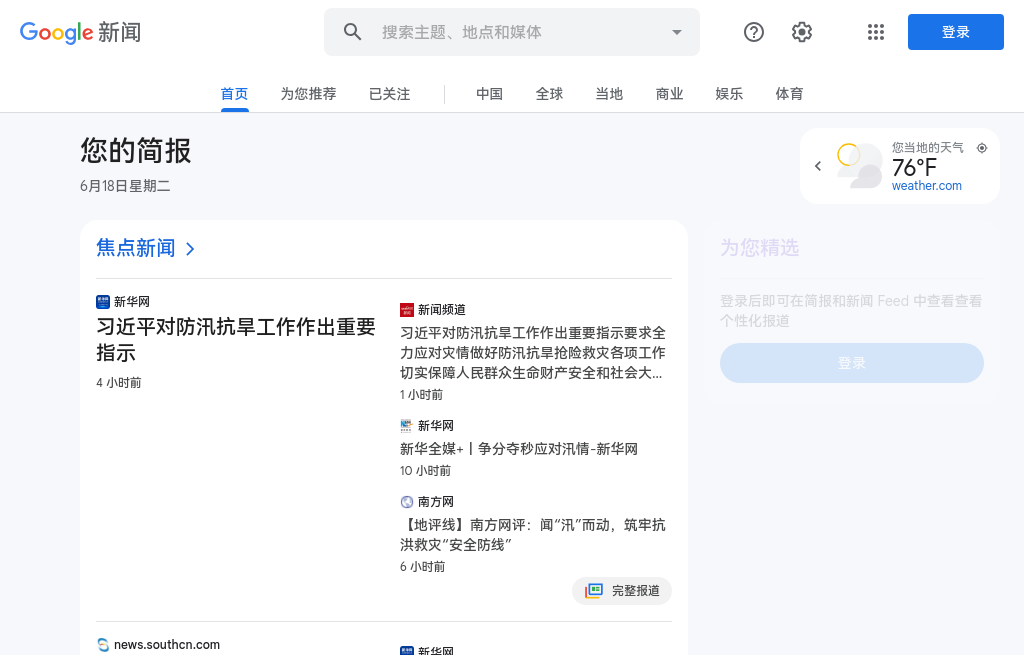 Google 新闻
搜索主题、地点和媒体
登录
首页
为您推荐
已关注
中国
全球
当地
商业
娱乐
体育
您的简报
6月18日星期二
您当地的天气
76°F
weather.com
焦点新闻
新华网
习近平对防汛抗旱工作作出重要
指示
4 小时前
新闻频道
习近平对防汛抗旱工作作出重要指示要求全
力应对灾情做好防汛抗旱抢险救灾各项工作
切实保障人民群众生命财产安全和社会大...
1 小时前
新华网
新华全媒+丨争分夺秒应对汛情-新华网
10 小时前
南方网
【地评线】南方网评：闻“汛”而动，筑牢抗
洪救灾“安全防线”
6 小时前
完整报道
为您精选
登录后即可在简报和新闻 Feed 中查看查看
个性化报道
登录
news.southcn.com
新华网